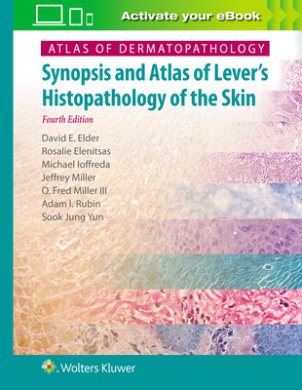 Activate your eBook
ATLAS OF DERMATOPATHOLOGY
Synopsis and Atlas of Lever's
Histopathology of the Skin
Fourth Edition
David E. Elder
Rosalie Elenitsas
Michael Ioffreda
Jeffrey Miller
O. Fred Miller III
Adam I. Rubin
Sook Jung Yun
Wolters Kluwer